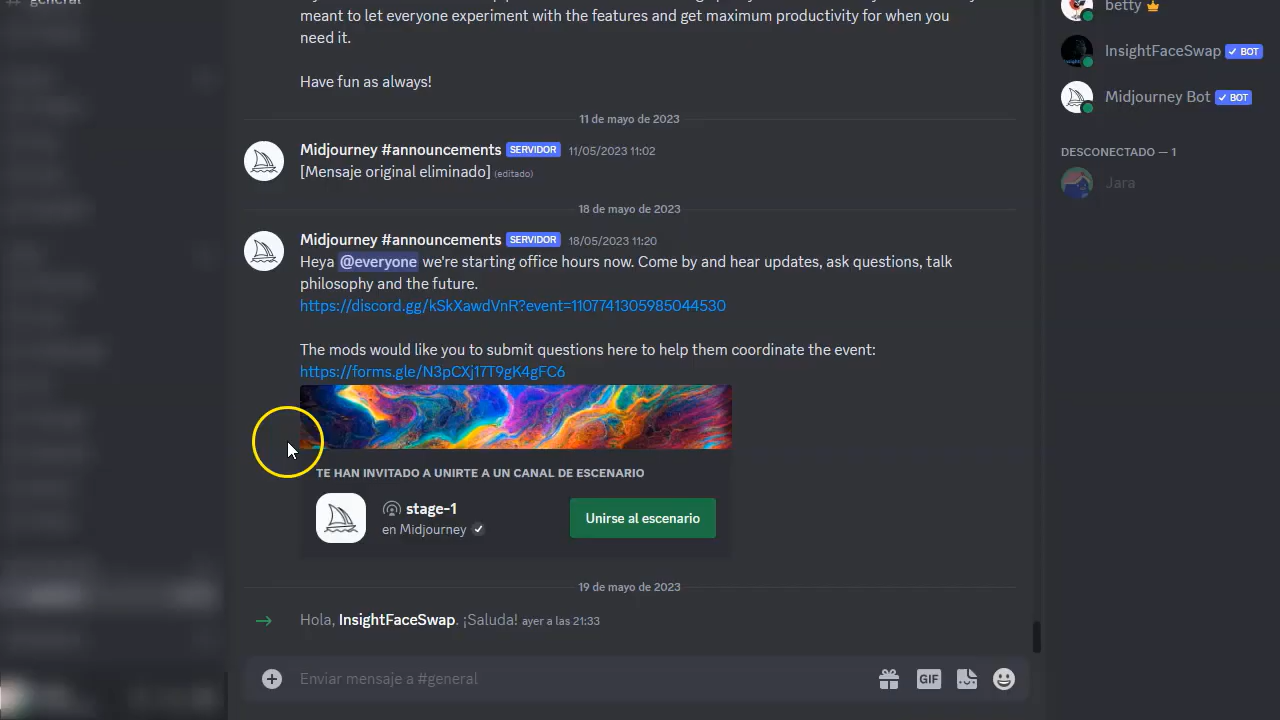 general
meant to let everyone experiment with the features and get maximum productivity for when you
need it.
Have fun as always!
11 de mayo de 2023
Midjourney #announcements SERVIDOR 11/05/2023 11:02
[Mensaje original eliminado] (editado)
18 de mayo de 2023
Midjourney #announcements SERVIDOR 18/05/2023 11:20
Heya @everyone we're starting office hours now. Come by and hear updates, ask questions, talk
philosophy and the future.
https://discord.gg/kSkXawdVnR?event=1107741305985044530
The mods would like you to submit questions here to help them coordinate the event:
https://forms.gle/N3pCXj17T9gK4gFC6
TE HAN INVITADO A UNIRTE A UN CANAL DE ESCENARIO
stage-1
en Midjourney
Unirse al escenario
19 de mayo de 2023
Hola, InsightFaceSwap. ¡Saluda! ayer a las 21:33
Enviar mensaje a #general
GIF
betty
InsightFaceSwap BOT
Midjourney Bot BOT
DESCONECTADO — 1
Jara